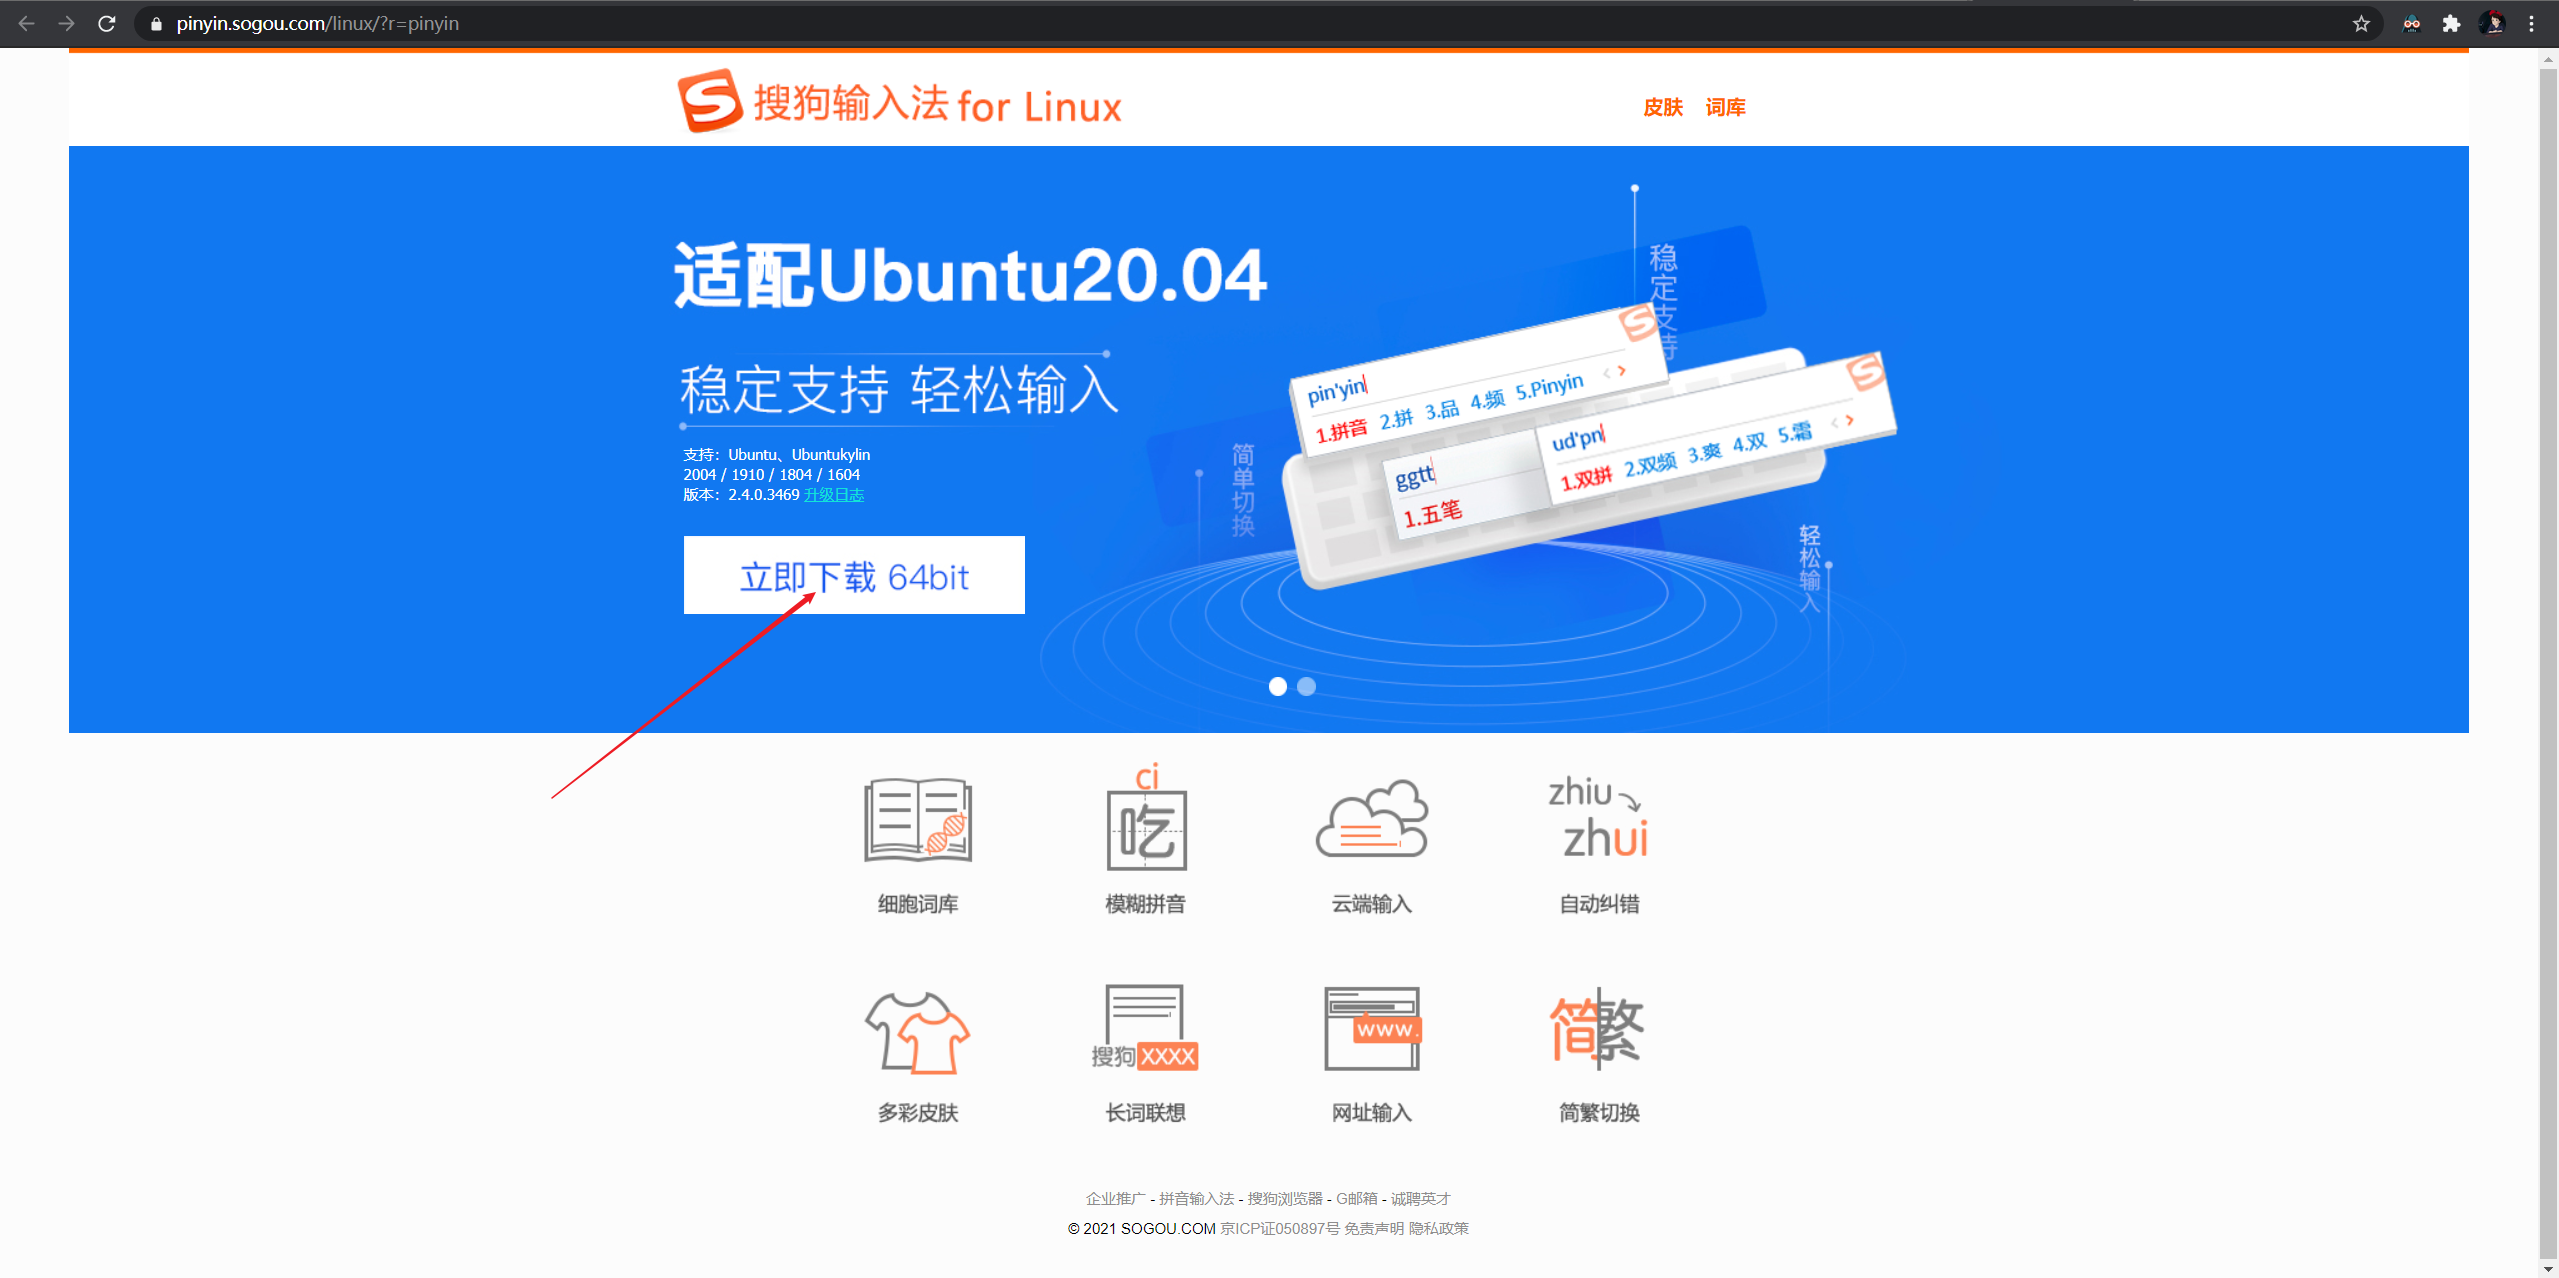 pinyin.sogou.com/linux/?r=pinyin
搜狗输入法 for Linux
皮肤 词库
适配Ubuntu20.04
稳定支持 轻松输入
支持：Ubuntu、Ubuntukylin
2004 / 1910 / 1804 / 1604
版本：2.4.0.3469 升级日志
立即下载 64bit
稳定支持
pin'yin
1.拼音 2.拼 3.品 4.频 5.Pinyin
ud'pn
1.双拼 2.双频 3.爽 4.双 5.霜
ggtt
1.五笔
简单切换
轻松输入
ci
吃
zhiu
zhui
细胞词库
模糊拼音
云端输入
自动纠错
搜狗XXXX
www.
简繁
多彩皮肤
长词联想
网址输入
简繁切换
企业推广 - 拼音输入法 - 搜狗浏览器 - G邮箱 - 诚聘英才
© 2021 SOGOU.COM 京ICP证050897号 免责声明 隐私政策